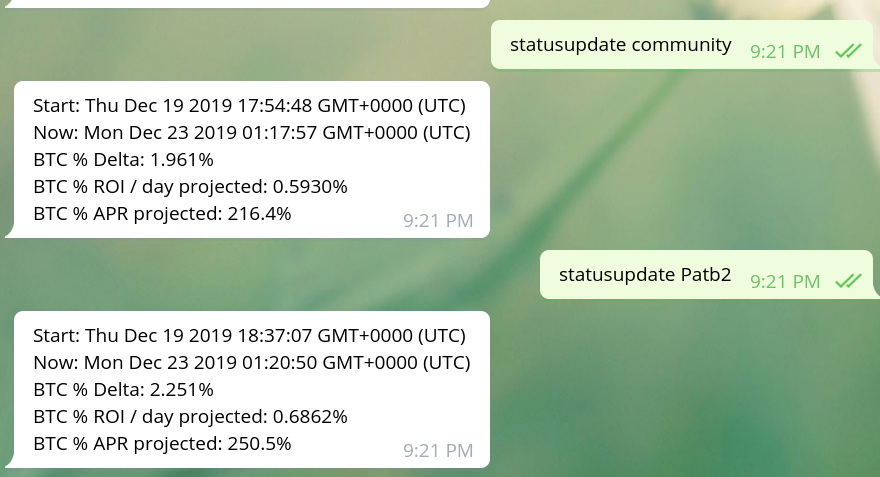 statusupdate community 9:21 PM
Start: Thu Dec 19 2019 17:54:48 GMT+0000 (UTC)
Now: Mon Dec 23 2019 01:17:57 GMT+0000 (UTC)
BTC % Delta: 1.961%
BTC % ROI / day projected: 0.5930%
BTC % APR projected: 216.4%
9:21 PM
statusupdate Patb2 9:21 PM
Start: Thu Dec 19 2019 18:37:07 GMT+0000 (UTC)
Now: Mon Dec 23 2019 01:20:50 GMT+0000 (UTC)
BTC % Delta: 2.251%
BTC % ROI / day projected: 0.6862%
BTC % APR projected: 250.5%
9:21 PM